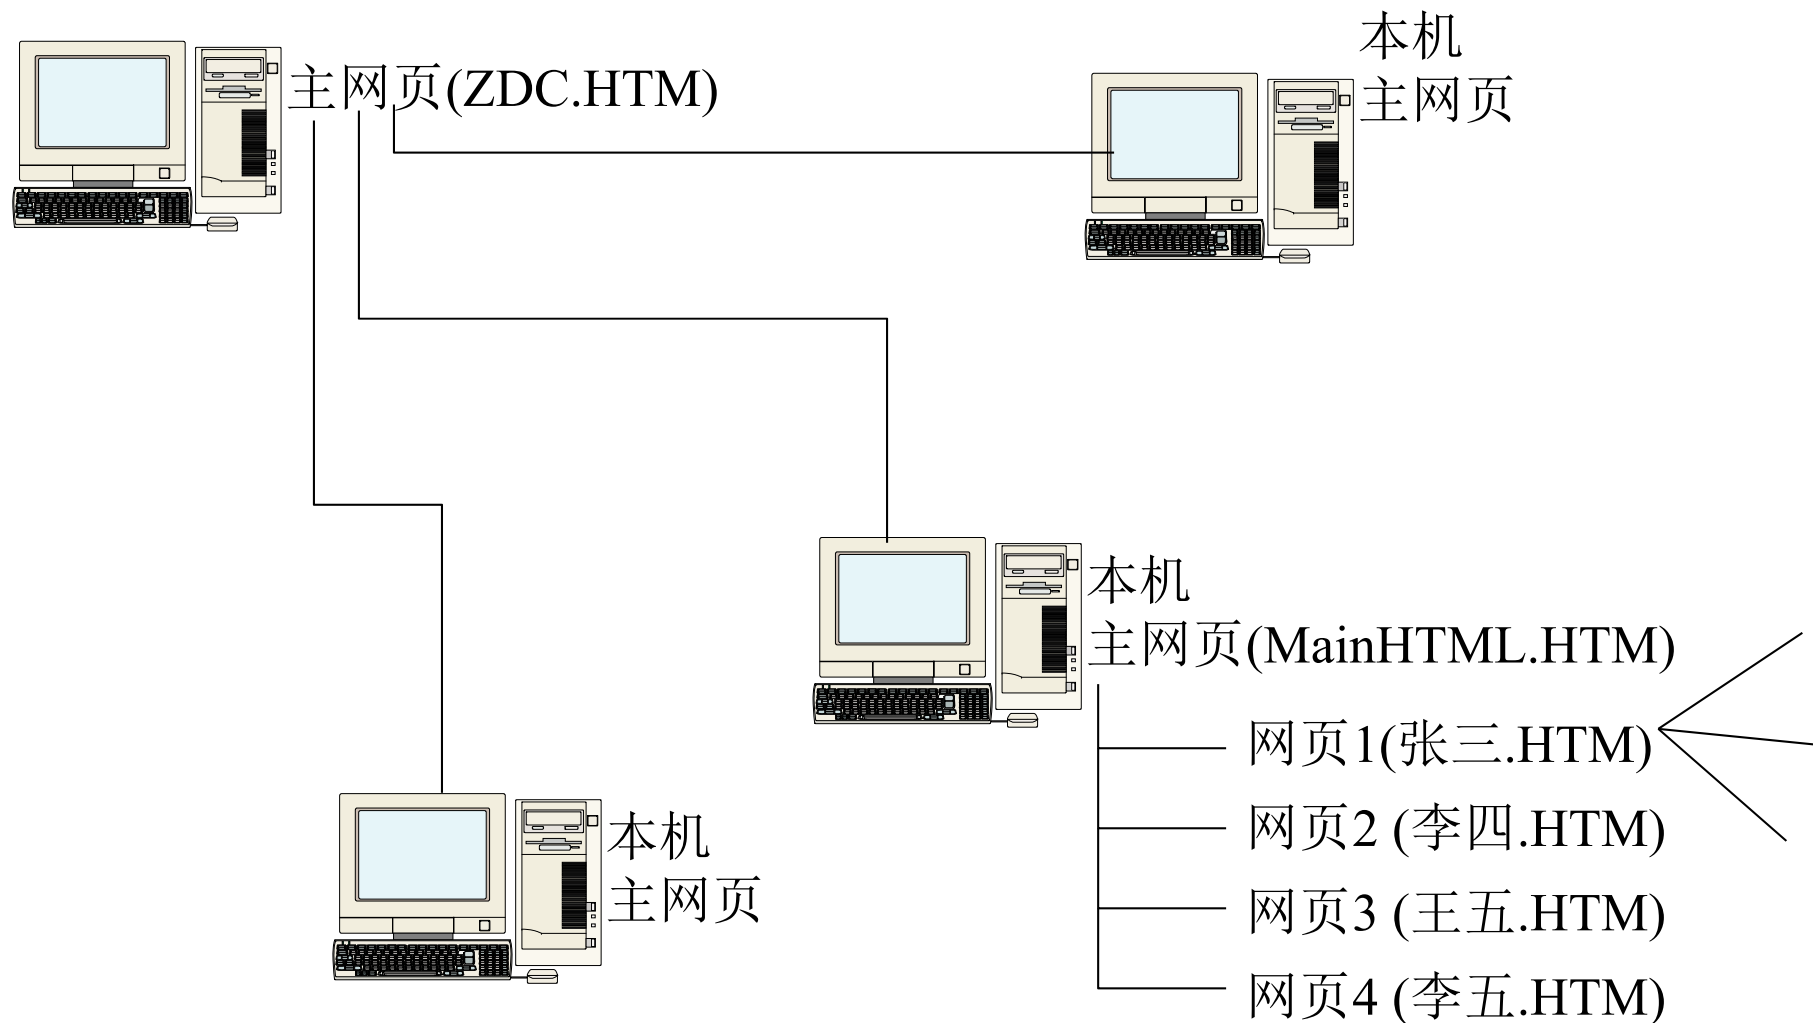 主网页(ZDC.HTM)
本机
主网页
本机
主网页(MainHTML.HTM)
网页1(张三.HTM)
网页2 (李四.HTM)
网页3 (王五.HTM)
网页4 (李五.HTM)
本机
主网页